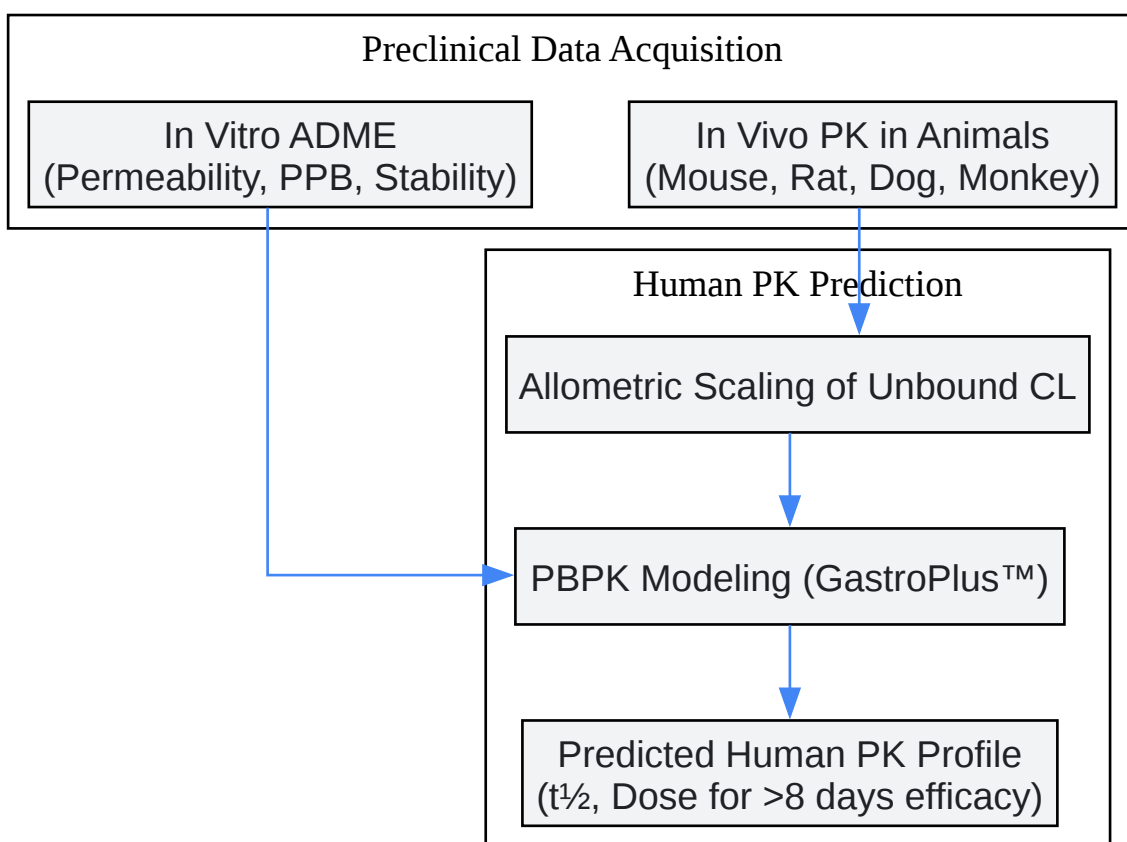 Preclinical Data Acquisition
In Vitro ADME
(Permeability, PPB, Stability)
In Vivo PK in Animals
(Mouse, Rat, Dog, Monkey)
Human PK Prediction
Allometric Scaling of Unbound CL
PBPK Modeling (GastroPlus™)
Predicted Human PK Profile
(t½, Dose for >8 days efficacy)